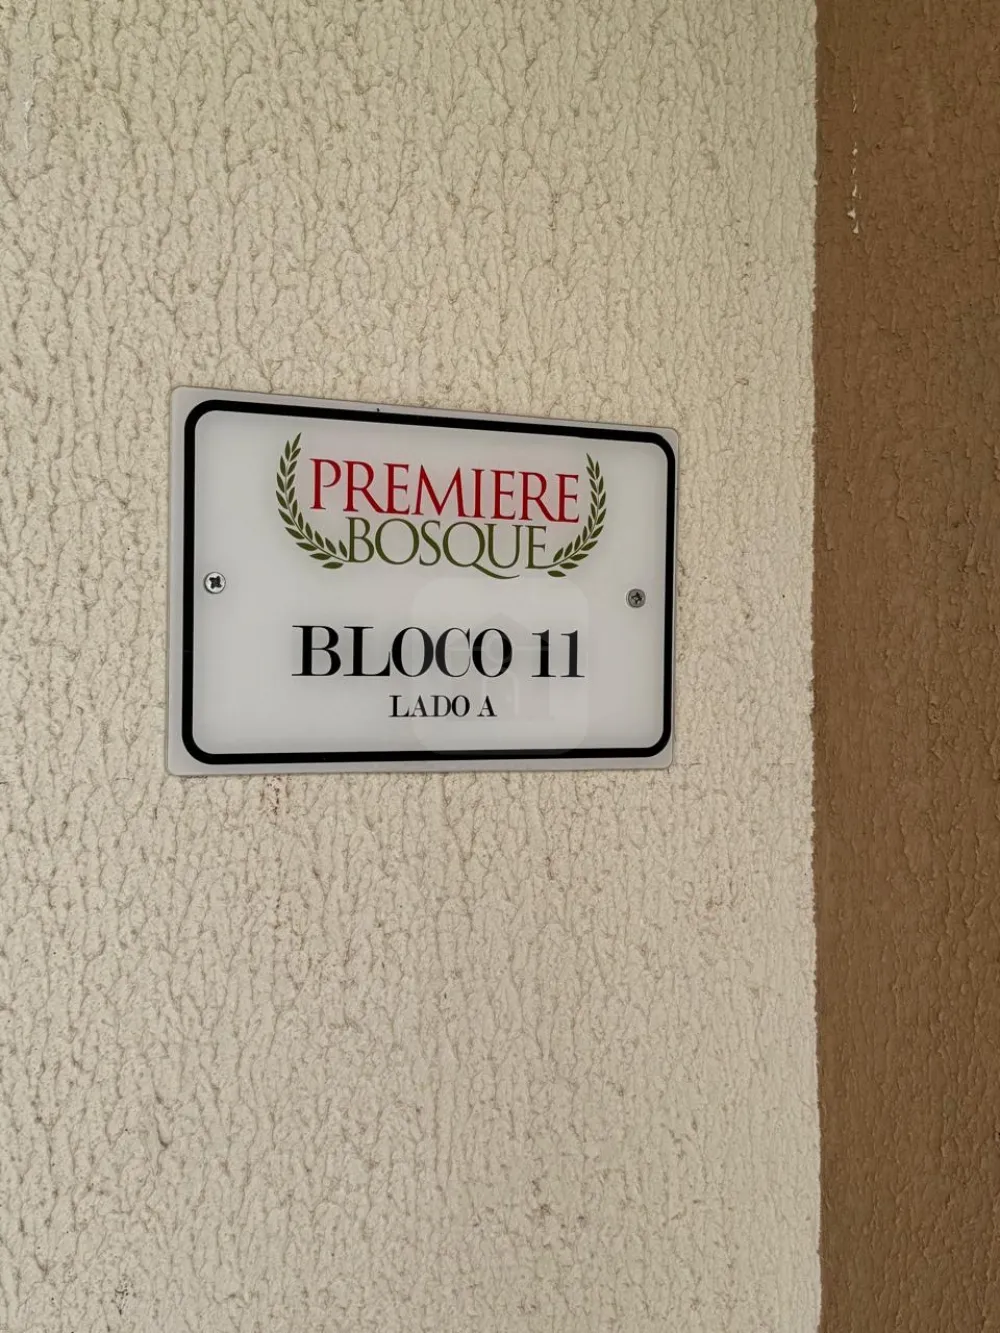 PREMIERE
BOSQUE
BLOCO 11
LADO A